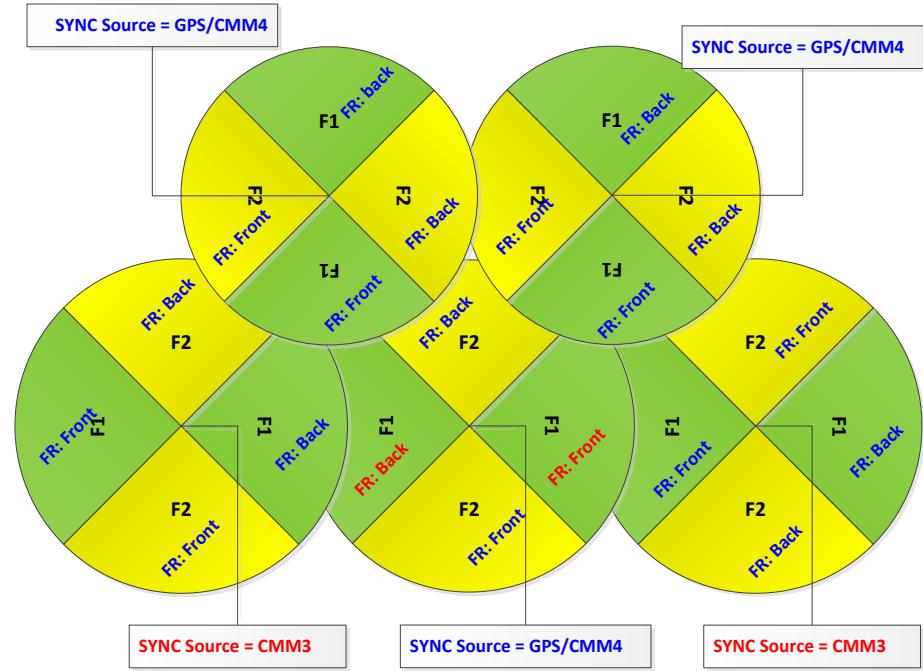 SYNC Source = GPS/CMM4
SYNC Source = GPS/CMM4
F1
FR: back
F2
FR: Front
F2
FR: Back
F1
FR: Front
F1
FR: Back
F2
FR: Front
F2
FR: Back
F1
FR: Front
FR: Back
F2
F1
FR: Front
F1
FR: Back
F2
FR: Front
FR: Back
F2
F1
FR: Back
F1
FR: Front
F2
FR: Front
FR: Front
F2
F1
FR: Front
F1
FR: Back
F2
FR: Back
SYNC Source = CMM3
SYNC Source = GPS/CMM4
SYNC Source = CMM3